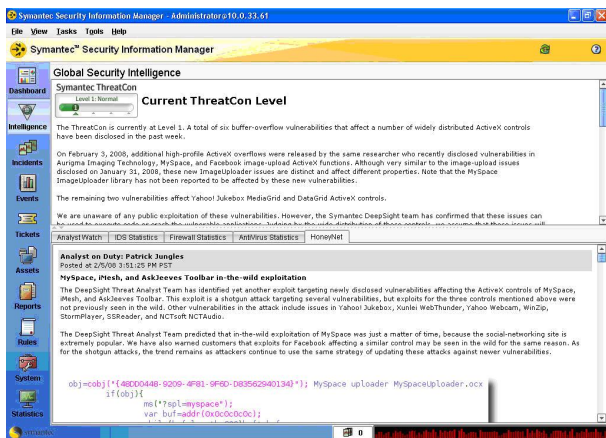 Symantec Security Information Manager - Administrator@10.0.33.61
File View Tasks Tools Help
Symantec™ Security Information Manager
Dashboard
Intelligence
Incidents
Events
Tickets
Assets
Reports
Rules
System
Statistics
Global Security Intelligence
Symantec ThreatCon
Level 1: Normal
1
Current ThreatCon Level
The ThreatCon is currently at Level 1. A total of six buffer-overflow vulnerabilities that affect a number of widely distributed ActiveX controls
have been disclosed in the past week.
On February 3, 2008, additional high-profile ActiveX overflows were released by the same researcher who recently disclosed vulnerabilities in
Aurigma Imaging Technology, MySpace, and Facebook image-upload ActiveX functions. Although very similar to the image-upload issues
disclosed on January 31, 2008, these new ImageUploader issues are distinct and affect different properties. Note that the MySpace
ImageUploader library has not been reported to be affected by these new vulnerabilities.
The remaining two vulnerabilities affect Yahoo! Jukebox MediaGrid and DataGrid ActiveX controls.
We are unaware of any public exploitation of these vulnerabilities. However, the Symantec DeepSight team has confirmed that these issues can
Analyst Watch IDS Statistics Firewall Statistics AntiVirus Statistics HoneyNet
Analyst on Duty: Patrick Jungles
Posted at 2/5/08 3:51:25 PM PST
MySpace, iMesh, and AskJeeves Toolbar in-the-wild exploitation
The DeepSight Threat Analyst Team has identified yet another exploit targeting newly disclosed vulnerabilities affecting the ActiveX controls of MySpace,
iMesh, and AskJeeves Toolbar. This exploit is a shotgun attack targeting several vulnerabilities, but exploits for the three controls mentioned above were
not previously seen in the wild. Other vulnerabilities in the attack include issues in Yahoo! Jukebox, Xunlei WebThunder, Yahoo Webcam, WinZip,
StormPlayer, SSReader, and NCTsoft NCTAudio.
The DeepSight Threat Analyst Team predicted that in-the-wild exploitation of MySpace was just a matter of time, because the social-networking site is
extremely popular. We have also warned customers that exploits for Facebook affecting a similar control may be seen in the wild for the same reason. As
for the shotgun attacks, the trend remains as attackers continue to use the same strategy of updating these attacks against newer vulnerabilities.
obj=cobj("{48DD0448-9209-4F81-9F6D-D83562940134}"); MySpace uploader MySpaceUploader.ocx
if(obj){
ms("?spl=myspace");
var buf=addr(0x0c0c0c0c);
0